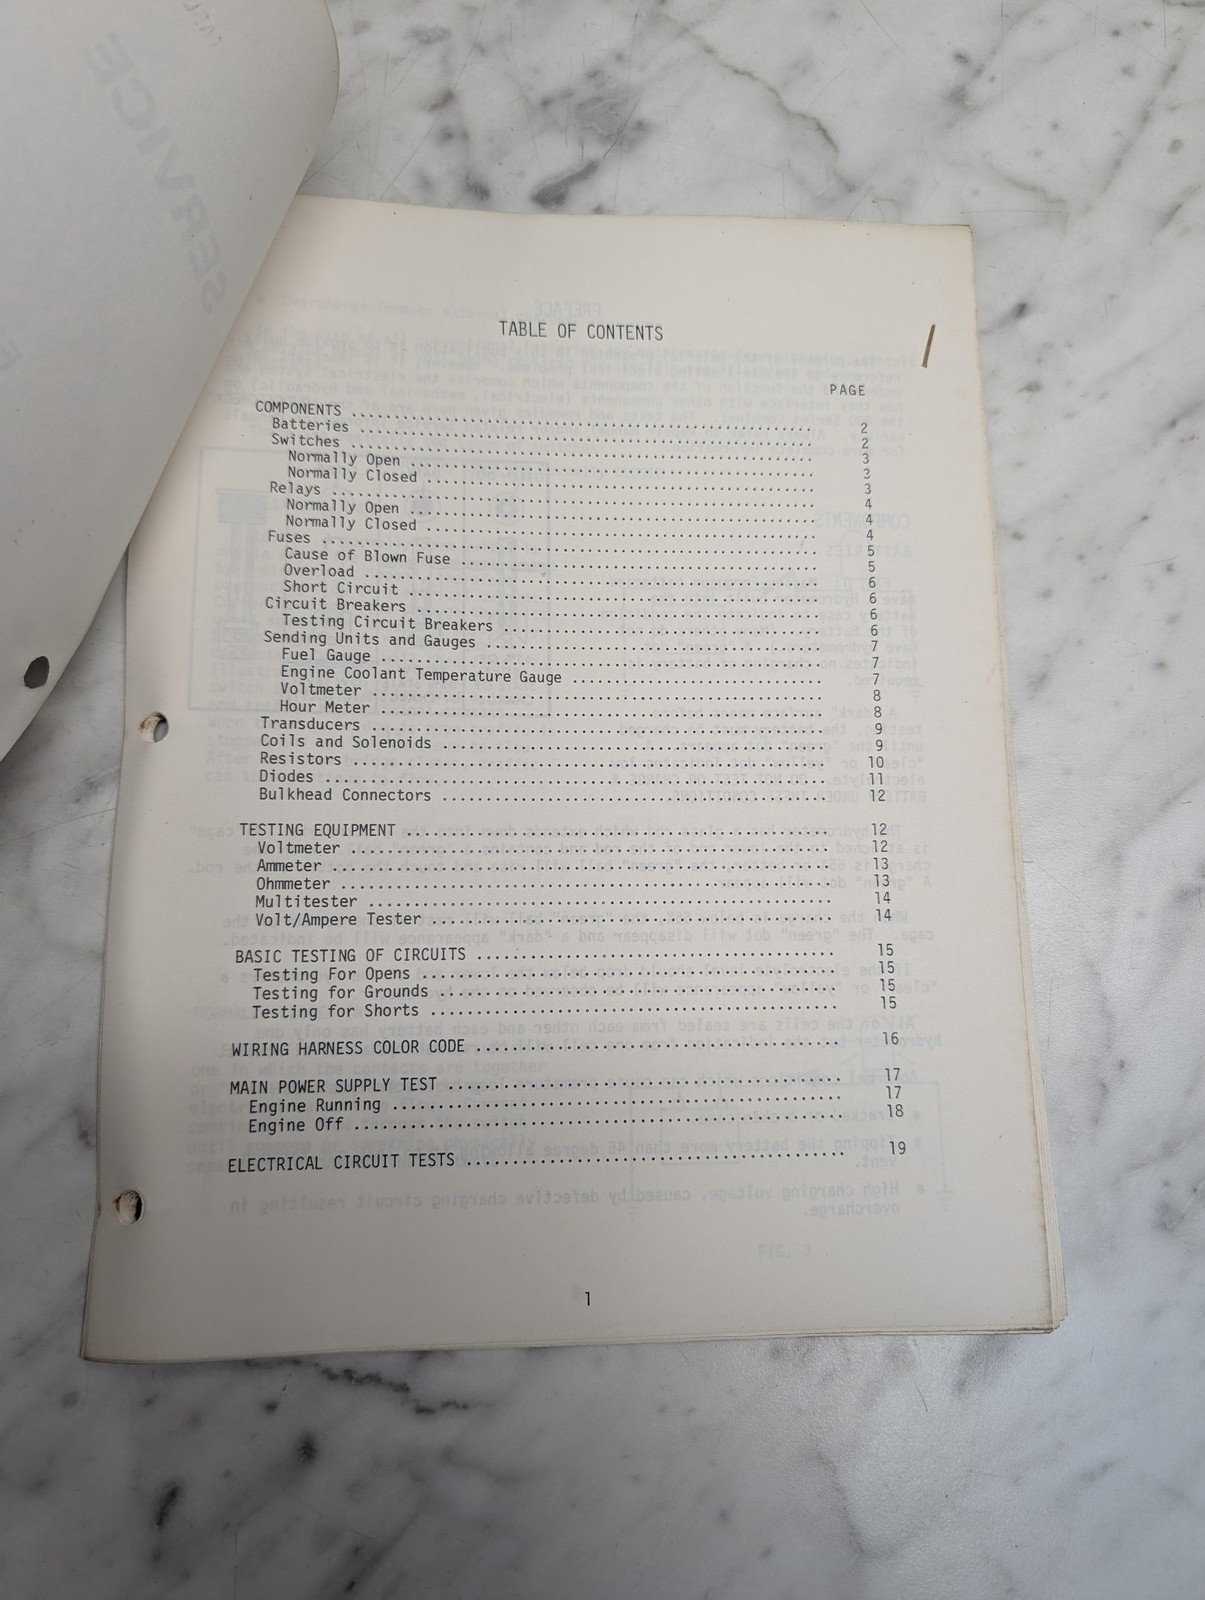 SERVICE
TABLE OF CONTENTS
PAGE
COMPONENTS .......... 2
Batteries .......... 2
Switches .......... 3
Normally Open .......... 3
Normally Closed .......... 3
Relays .......... 4
Normally Open .......... 4
Normally Closed .......... 4
Fuses .......... 5
Cause of Blown Fuse .......... 5
Overload .......... 6
Short Circuit .......... 6
Circuit Breakers .......... 6
Testing Circuit Breakers .......... 6
Sending Units and Gauges .......... 7
Fuel Gauge .......... 7
Engine Coolant Temperature Gauge .......... 7
Voltmeter .......... 8
Hour Meter .......... 8
Transducers .......... 9
Coils and Solenoids .......... 9
Resistors .......... 10
Diodes .......... 11
Bulkhead Connectors .......... 12
TESTING EQUIPMENT .......... 12
Voltmeter .......... 12
Ammeter .......... 13
Ohmmeter .......... 13
Multitester .......... 14
Volt/Ampere Tester .......... 14
BASIC TESTING OF CIRCUITS .......... 15
Testing For Opens .......... 15
Testing for Grounds .......... 15
Testing for Shorts .......... 15
WIRING HARNESS COLOR CODE .......... 16
MAIN POWER SUPPLY TEST .......... 17
Engine Running .......... 17
Engine Off .......... 18
ELECTRICAL CIRCUIT TESTS .......... 19
1